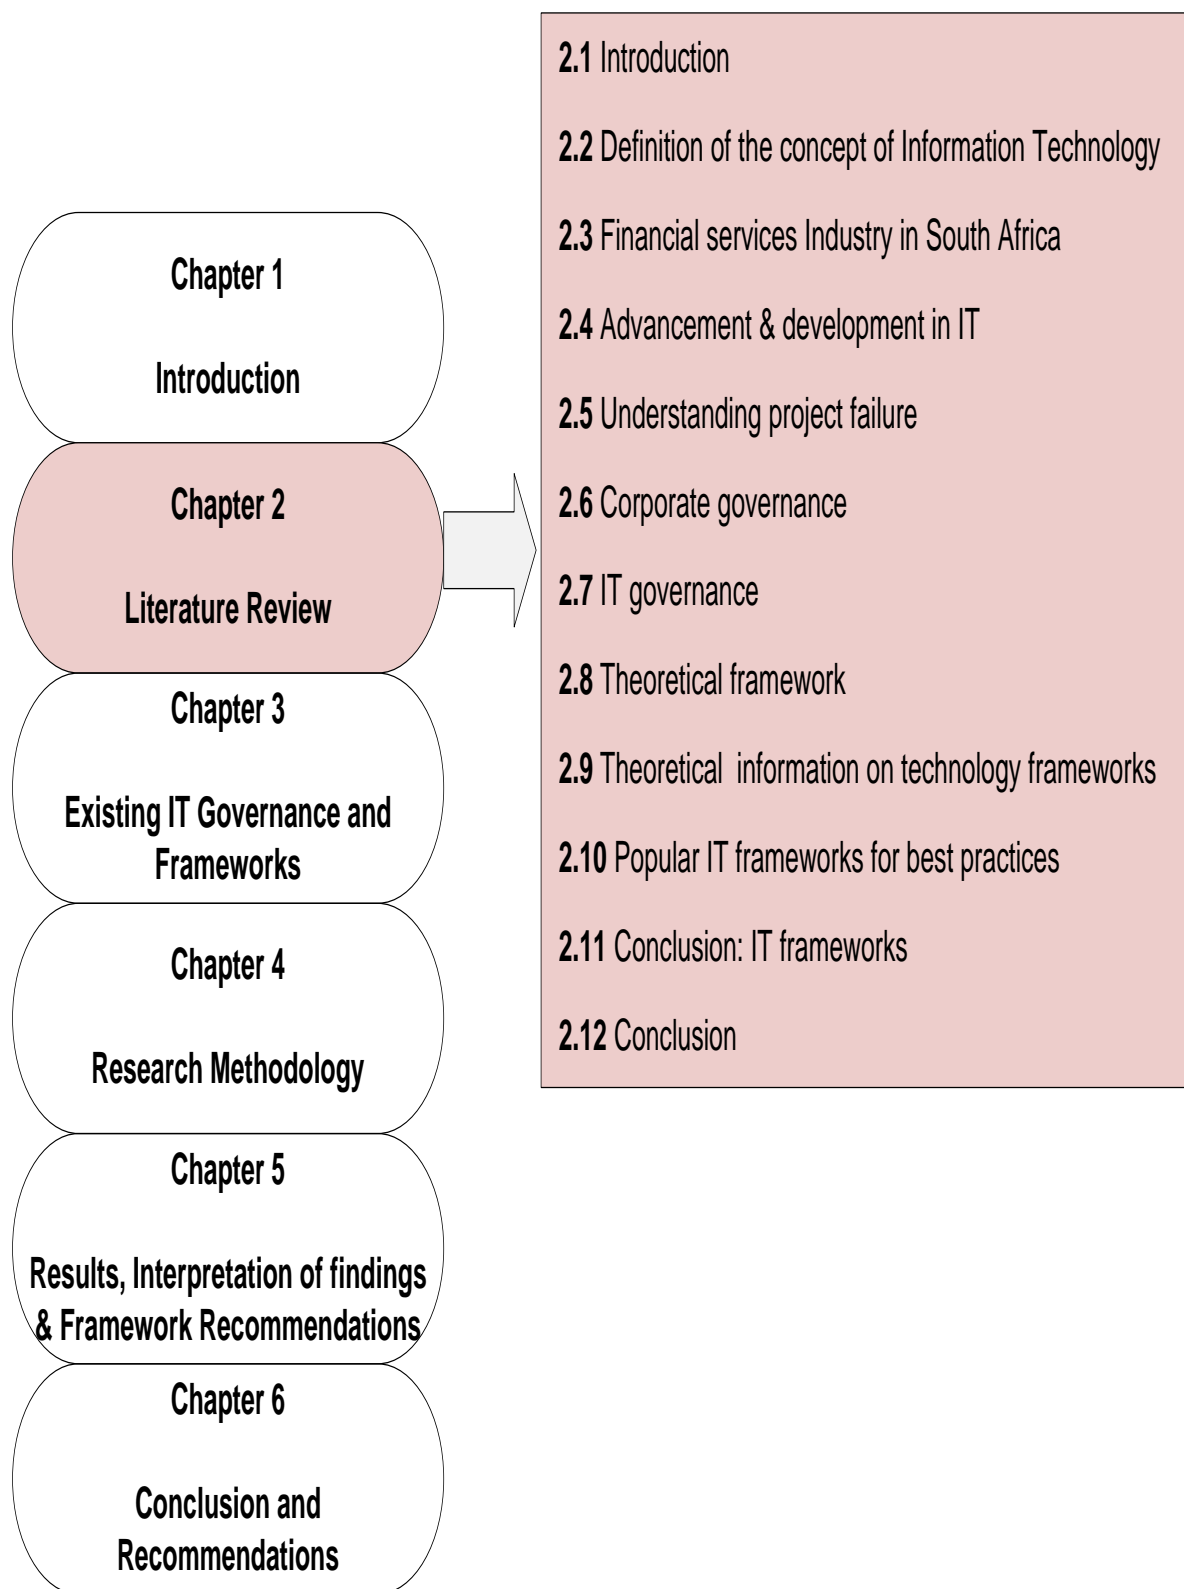 Chapter 1
Introduction
Chapter 2
Literature Review
Chapter 3
Existing IT Governance and
Frameworks
Chapter 4
Research Methodology
Chapter 5
Results, Interpretation of findings
& Framework Recommendations
Chapter 6
Conclusion and
Recommendations
2.1 Introduction
2.2 Definition of the concept of Information Technology
2.3 Financial services Industry in South Africa
2.4 Advancement & development in IT
2.5 Understanding project failure
2.6 Corporate governance
2.7 IT governance
2.8 Theoretical framework
2.9 Theoretical  information on technology frameworks
2.10 Popular IT frameworks for best practices
2.11 Conclusion: IT frameworks
2.12 Conclusion